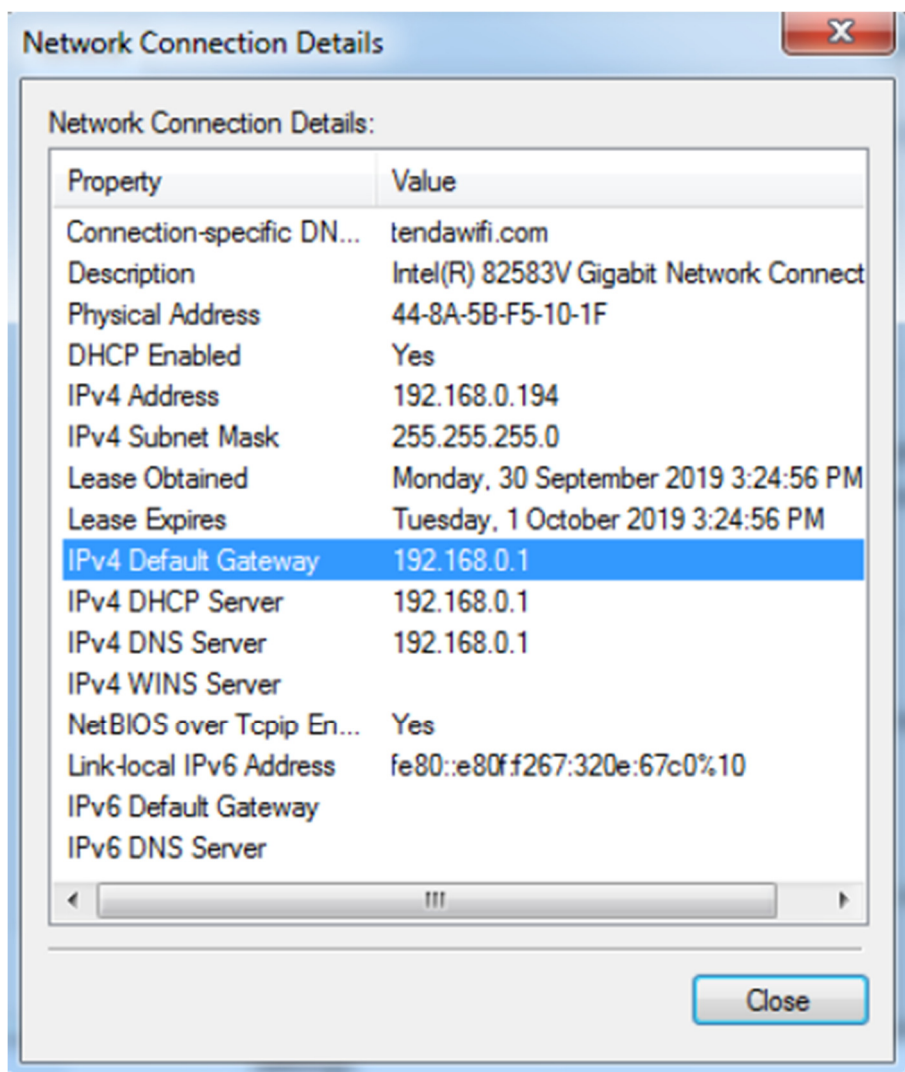 Network Connection Details
Network Connection Details:
Property Value
Connection-specific DN... tendawifi.com
Description Intel(R) 82583V Gigabit Network Connect
Physical Address 44-8A-5B-F5-10-1F
DHCP Enabled Yes
IPv4 Address 192.168.0.194
IPv4 Subnet Mask 255.255.255.0
Lease Obtained Monday, 30 September 2019 3:24:56 PM
Lease Expires Tuesday, 1 October 2019 3:24:56 PM
IPv4 Default Gateway 192.168.0.1
IPv4 DHCP Server 192.168.0.1
IPv4 DNS Server 192.168.0.1
IPv4 WINS Server
NetBIOS over Tcpip En... Yes
Link-local IPv6 Address fe80::e80f:f267:320e:67c0%10
IPv6 Default Gateway
IPv6 DNS Server
Close